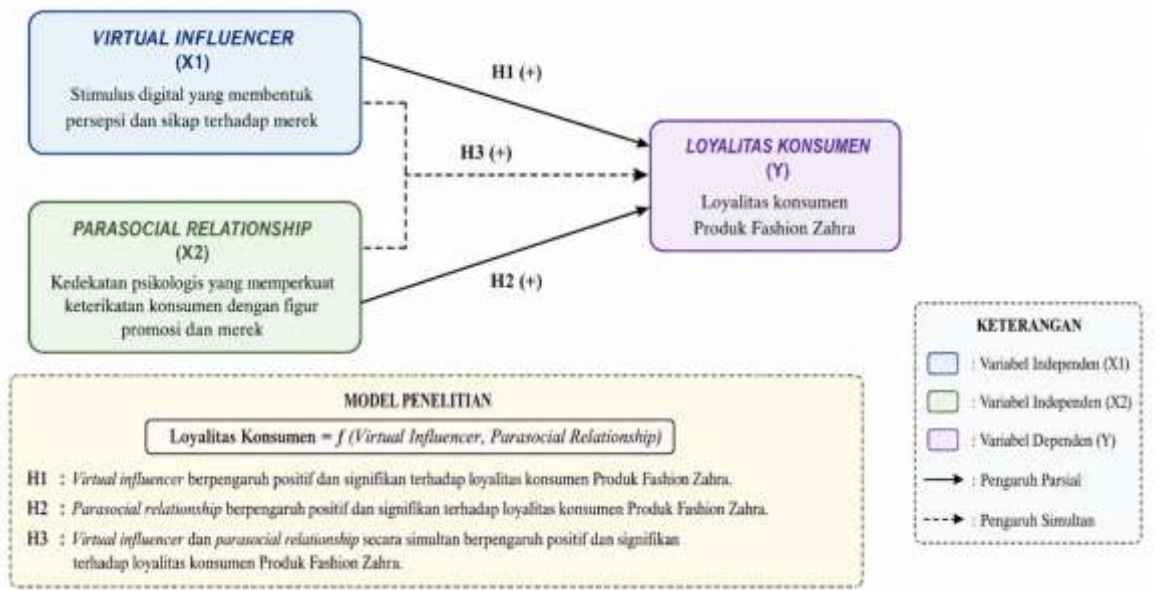 VIRTUAL INFLUENCER
(X1)
Stimulus digital yang membentuk
persepsi dan sikap terhadap merek
H1 (+)
H3 (+)
LOYALITAS KONSUMEN
(Y)
Loyalitas konsumen
Produk Fashion Zahra
PARASOCIAL RELATIONSHIP
(X2)
Kedekatan psikologis yang memperkuat
keterikatan konsumen dengan figur
promosi dan merek
H2 (+)
KETERANGAN
: Variabel Independen (X1)
: Variabel Independen (X2)
: Variabel Dependen (Y)
: Pengaruh Parsial
: Pengaruh Simultan
MODEL PENELITIAN
Loyalitas Konsumen = f (Virtual Influencer, Parasocial Relationship)
H1 : Virtual influencer berpengaruh positif dan signifikan terhadap loyalitas konsumen Produk Fashion Zahra.
H2 : Parasocial relationship berpengaruh positif dan signifikan terhadap loyalitas konsumen Produk Fashion Zahra.
H3 : Virtual influencer dan parasocial relationship secara simultan berpengaruh positif dan signifikan
terhadap loyalitas konsumen Produk Fashion Zahra.